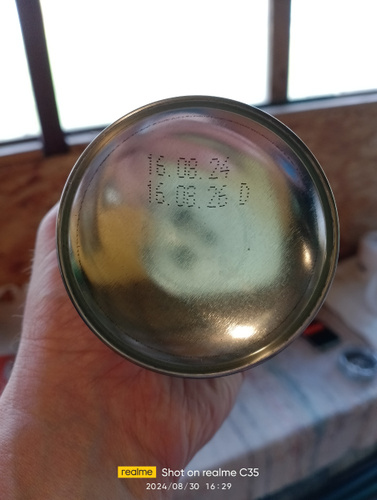 16.08.24
16.08.26 D
realme Shot on realme C35
2024/08/30 16:29